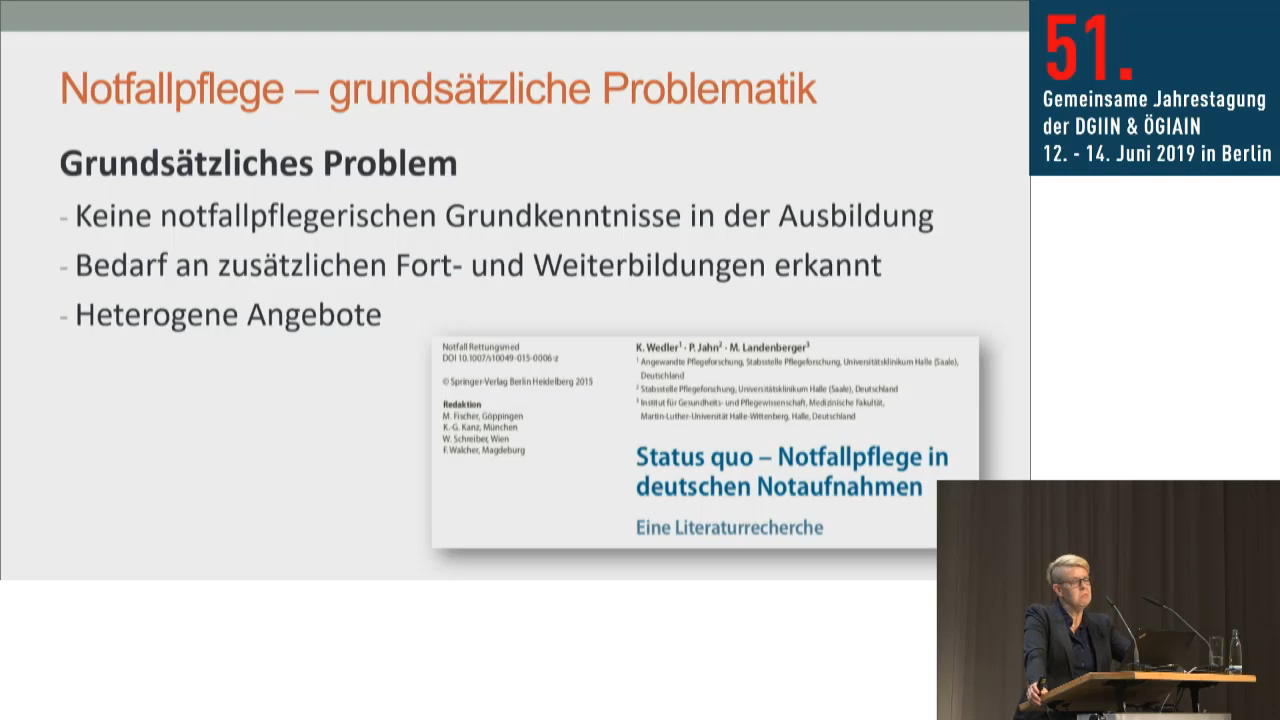 Notfallpflege – grundsätzliche Problematik
Grundsätzliches Problem
- Keine notfallpflegerischen Grundkenntnisse in der Ausbildung
- Bedarf an zusätzlichen Fort- und Weiterbildungen erkannt
- Heterogene Angebote
Notfall Rettungsmed
DOI 10.1007/s10049-015-0006-z
© Springer-Verlag Berlin Heidelberg 2015
Redaktion
M. Fischer, Göppingen
K.-G. Kanz, München
W. Schreiber, Wien
F. Walcher, Magdeburg
K. Wedler¹ · P. Jahn² · M. Landenberger³
¹ Angewandte Pflegeforschung, Stabsstelle Pflegeforschung, Universitätsklinikum Halle (Saale),
Deutschland
² Stabsstelle Pflegeforschung, Universitätsklinikum Halle (Saale), Deutschland
³ Institut für Gesundheits- und Pflegewissenschaft, Medizinische Fakultät,
Martin-Luther-Universität Halle-Wittenberg, Halle, Deutschland
Status quo – Notfallpflege in
deutschen Notaufnahmen
Eine Literaturrecherche
51.
Gemeinsame Jahrestagung
der DGIIN & ÖGIAIN
12. - 14. Juni 2019 in Berlin